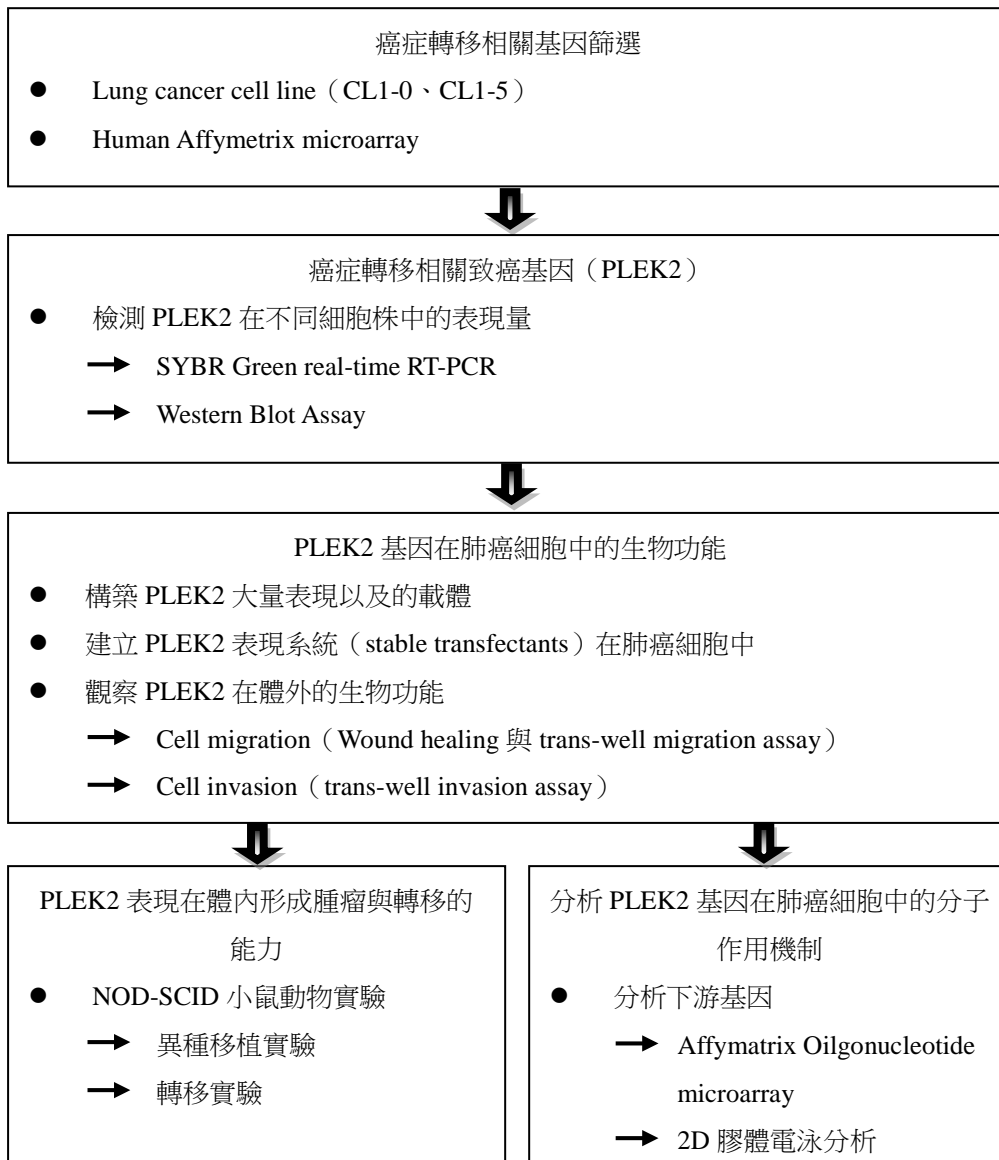 癌症轉移相關基因篩選
● Lung cancer cell line（CL1-0、CL1-5）
● Human Affymetrix microarray
癌症轉移相關致癌基因（PLEK2）
● 檢測 PLEK2 在不同細胞株中的表現量
→ SYBR Green real-time RT-PCR
→ Western Blot Assay
PLEK2 基因在肺癌細胞中的生物功能
● 構築 PLEK2 大量表現以及的載體
● 建立 PLEK2 表現系統（stable transfectants）在肺癌細胞中
● 觀察 PLEK2 在體外的生物功能
→ Cell migration（Wound healing 與 trans-well migration assay）
→ Cell invasion（trans-well invasion assay）
PLEK2 表現在體內形成腫瘤與轉移的
能力
● NOD-SCID 小鼠動物實驗
→ 異種移植實驗
→ 轉移實驗
分析 PLEK2 基因在肺癌細胞中的分子
作用機制
● 分析下游基因
→ Affymatrix Oilgonucleotide
microarray
→ 2D 膠體電泳分析